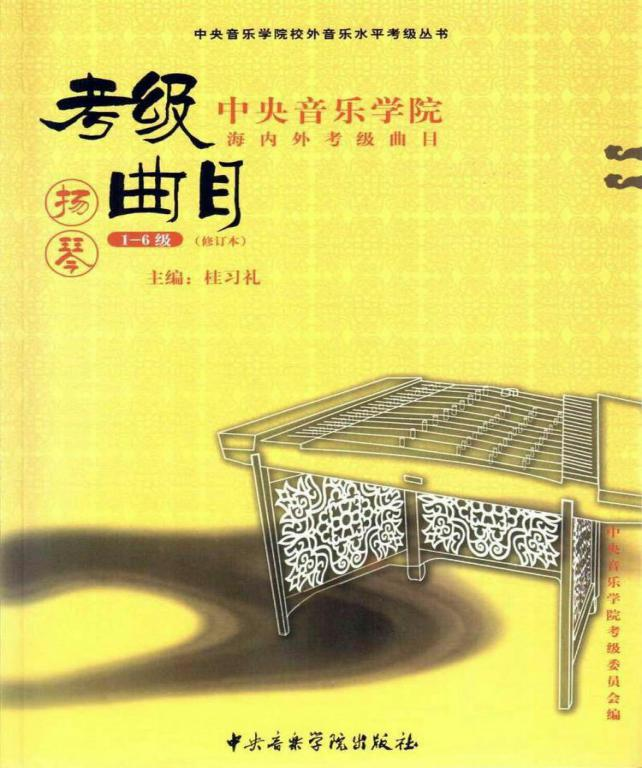 中央音乐学院校外音乐水平考级丛书
考级
中央音乐学院
海内外考级曲目
曲目
扬琴
1-6级 (修订本)
主编：桂习礼
中央音乐学院考级委员会编
中央音乐学院出版社